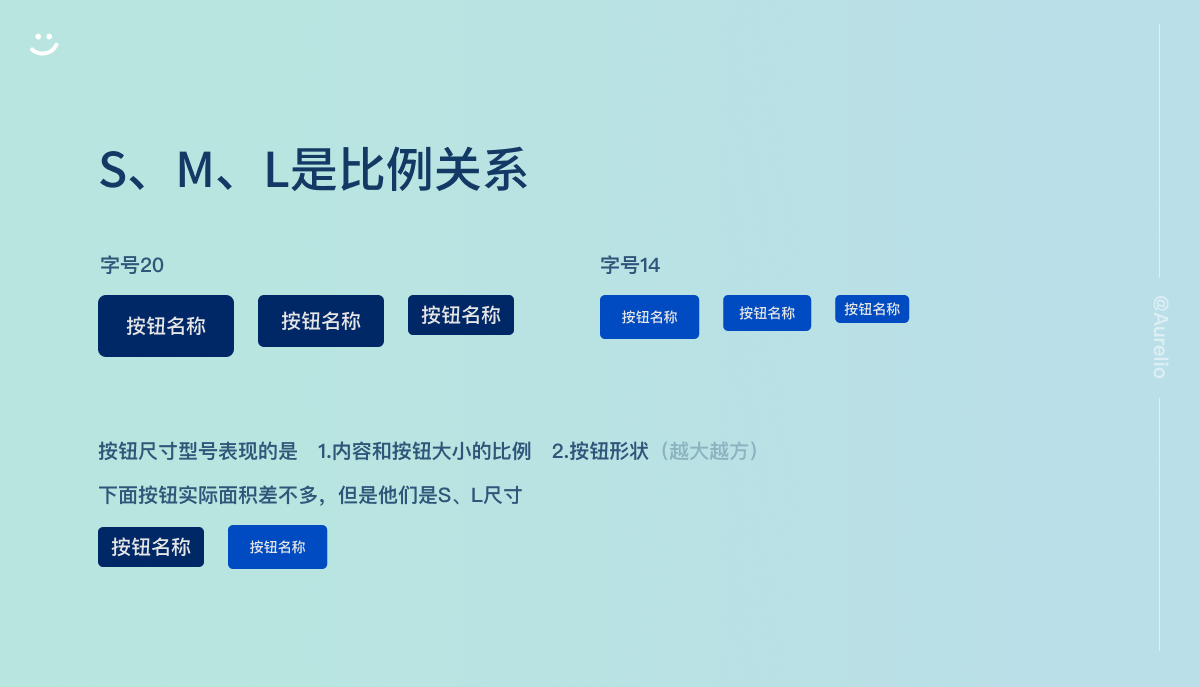 S、M、L是比例关系
字号20
按钮名称 按钮名称 按钮名称
字号14
按钮名称 按钮名称 按钮名称
按钮尺寸型号表现的是 1.内容和按钮大小的比例 2.按钮形状（越大越方）
下面按钮实际面积差不多，但是他们是S、L尺寸
按钮名称 按钮名称
@Aurelio